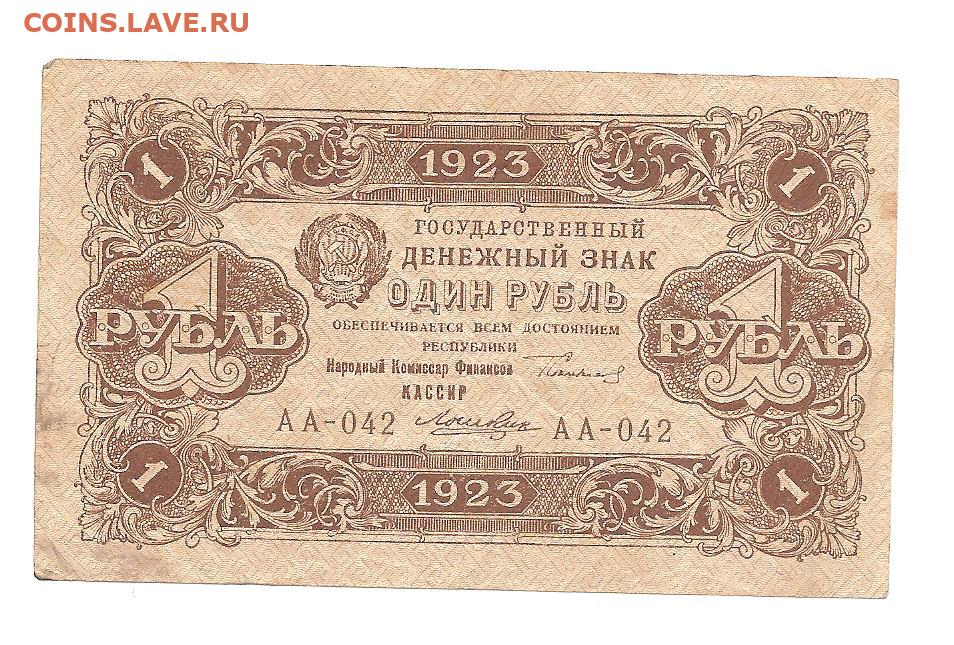 COINS.LAVE.RU
1923
1 1
ГОСУДАРСТВЕННЫЙ
ДЕНЕЖНЫЙ ЗНАК
ОДИН РУБЛЬ
1 РУБЛЬ 1 РУБЛЬ
ОБЕСПЕЧИВАЕТСЯ ВСЕМ ДОСТОЯНИЕМ
РЕСПУБЛИКИ
Народный Комиссар Финансов
КАССИР
АА-042 АА-042
1 1
1923